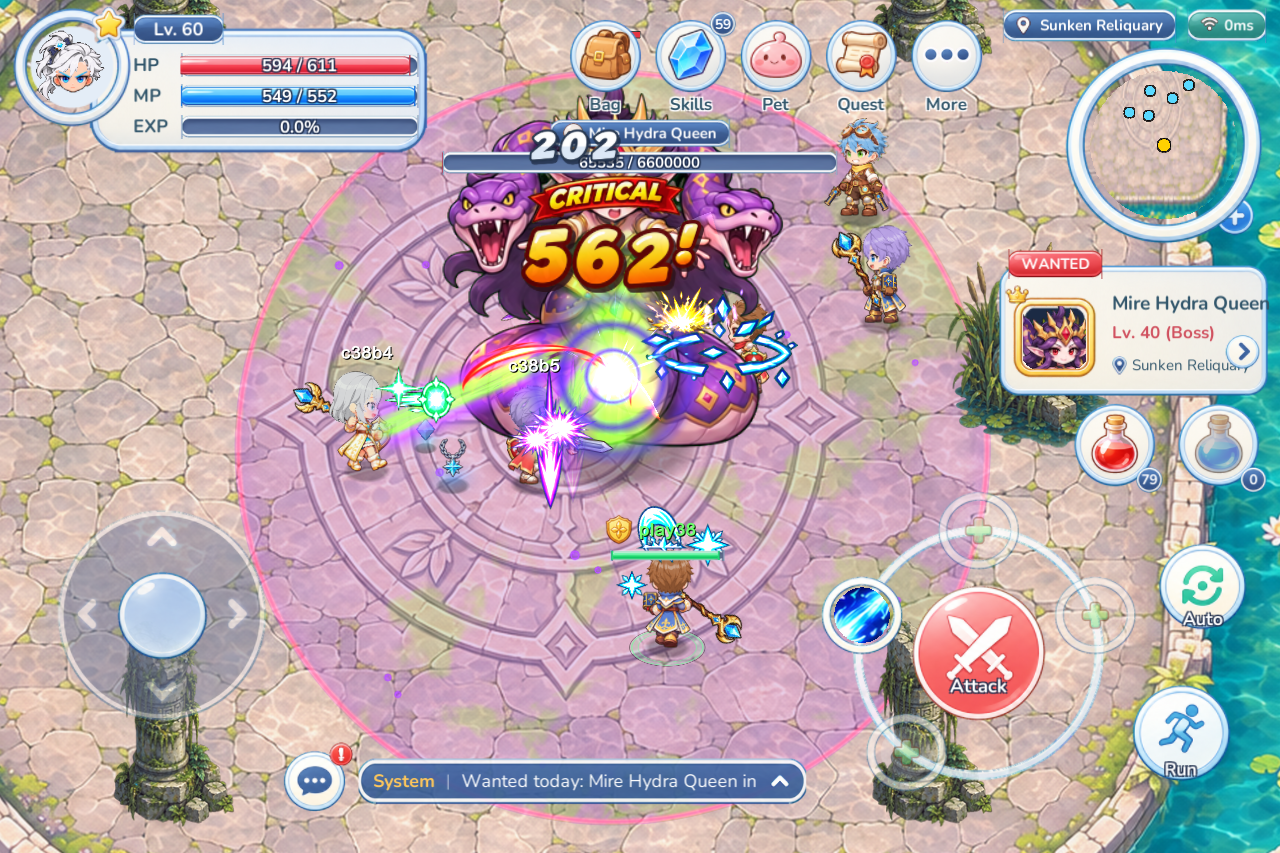 Lv. 60
HP 594 / 611
MP 549 / 552
EXP 0.0%
59
Bag
Skills
Pet
Quest
More
Sunken Reliquary
0ms
Hydra Queen
202
65535 / 6600000
CRITICAL
562!
WANTED
Mire Hydra Queen
Lv. 40 (Boss)
Sunken Reliquary
c38b4
c38b5
79
0
play38
Auto
Attack
Run
System | Wanted today: Mire Hydra Queen in